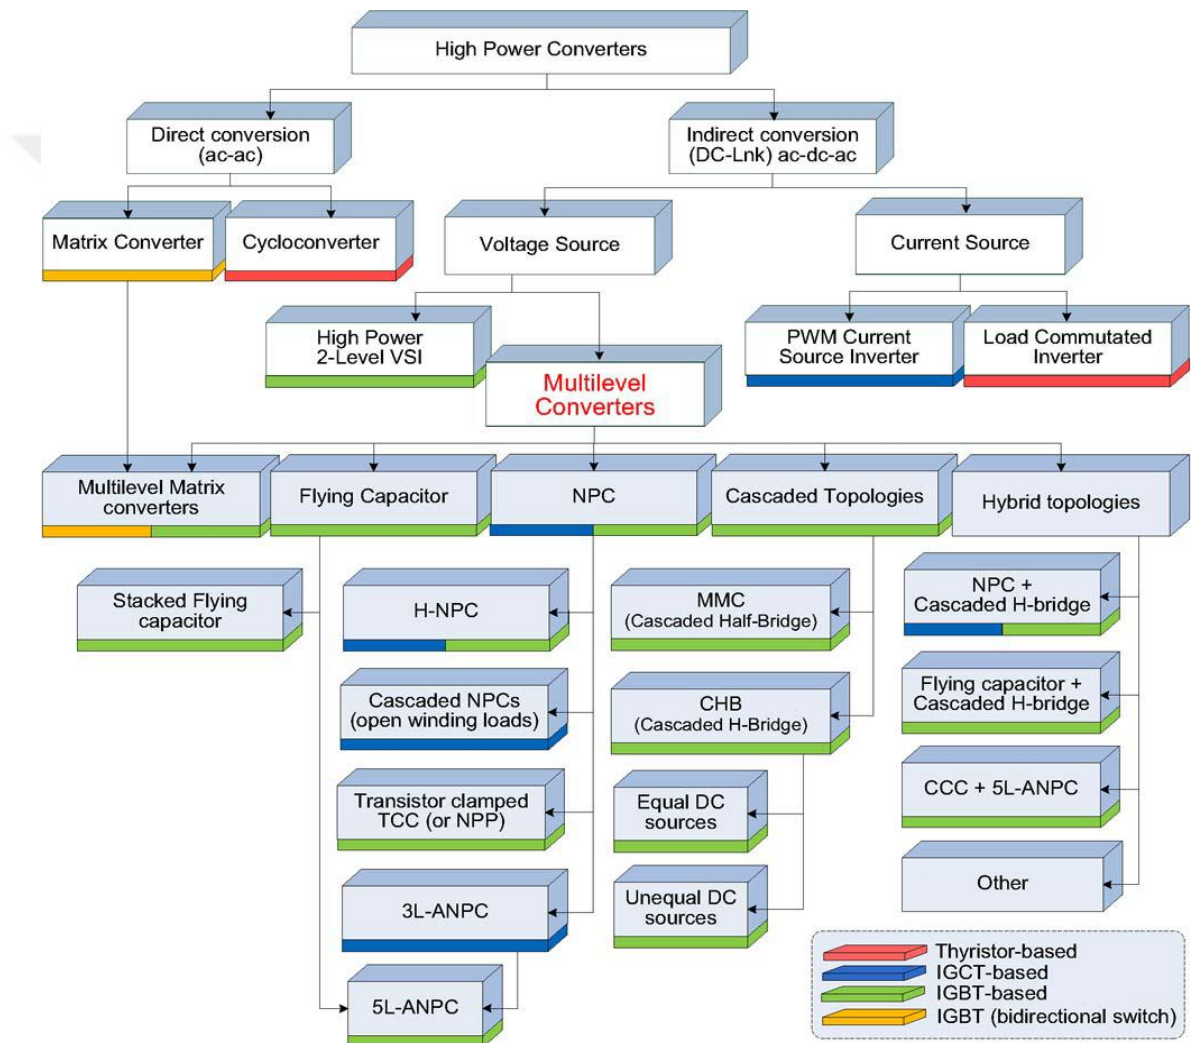 High Power Converters
Direct conversion
(ac-ac)
Indirect conversion
(DC-Lnk) ac-dc-ac
Matrix Converter
Cycloconverter
Voltage Source
Current Source
High Power
2-Level VSI
PWM Current
Source Inverter
Load Commutated
Inverter
Multilevel
Converters
Multilevel Matrix
converters
Flying Capacitor
NPC
Cascaded Topologies
Hybrid topologies
Stacked Flying
capacitor
H-NPC
MMC
(Cascaded Half-Bridge)
NPC +
Cascaded H-bridge
Cascaded NPCs
(open winding loads)
CHB
(Cascaded H-Bridge)
Flying capacitor +
Cascaded H-bridge
Transistor clamped
TCC (or NPP)
Equal DC
sources
CCC + 5L-ANPC
3L-ANPC
Unequal DC
sources
Other
5L-ANPC
Thyristor-based
IGCT-based
IGBT-based
IGBT (bidirectional switch)